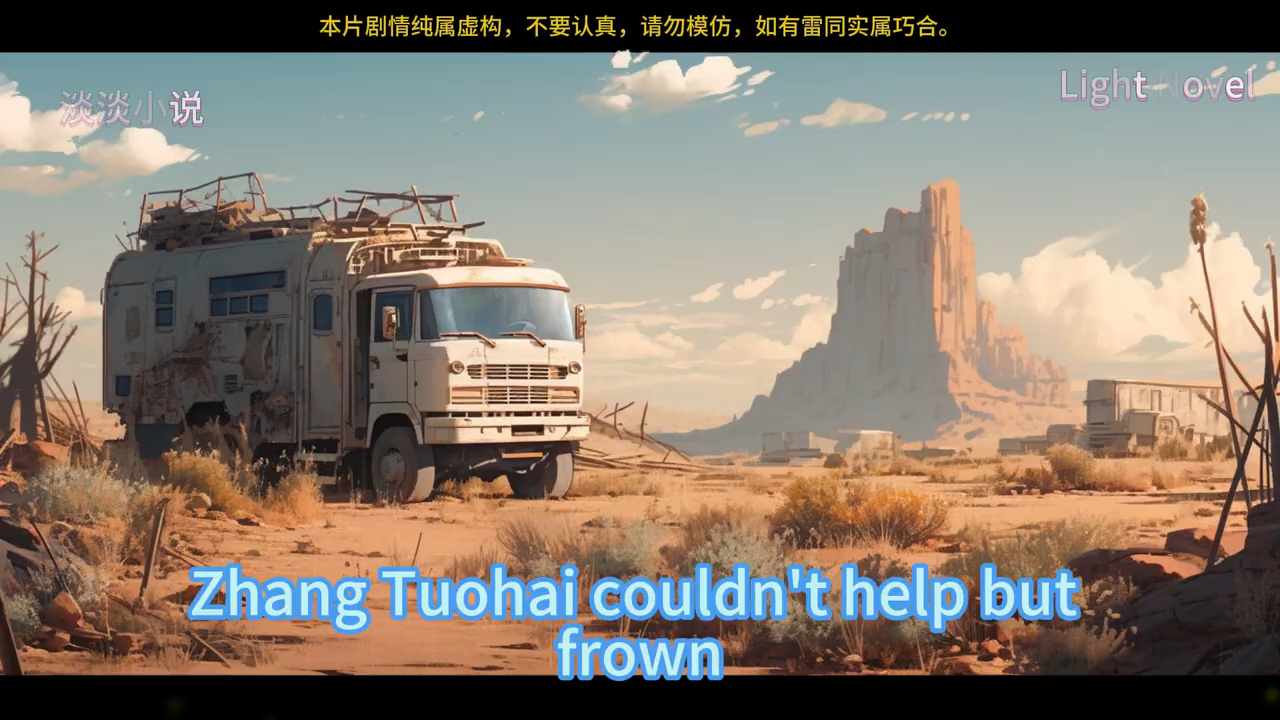 本片剧情纯属虚构，不要认真，请勿模仿，如有雷同实属巧合。
淡淡小说
Light Novel
Zhang Tuohai couldn't help but
frown